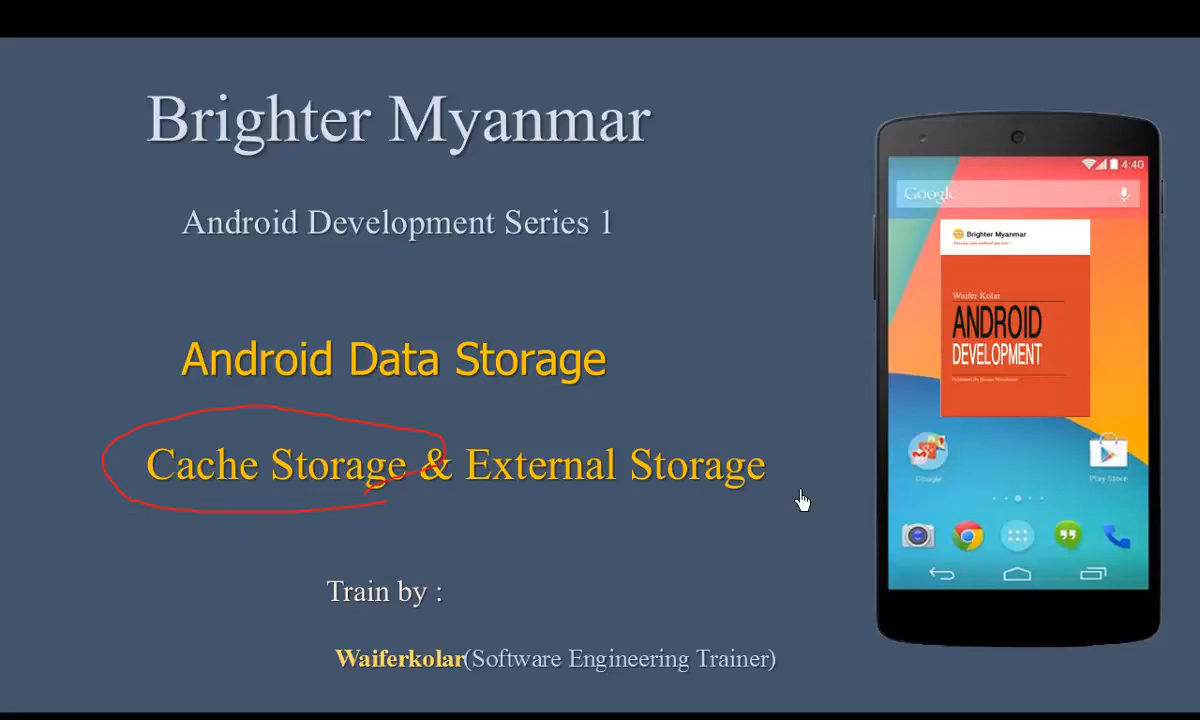 Brighter Myanmar
Android Development Series 1
Android Data Storage
Cache Storage & External Storage
Train by :
Waiferkolar(Software Engineering Trainer)
4:40
Google
Brighter Myanmar
Waifer Kolar
ANDROID
DEVELOPMENT
Google
Play Store